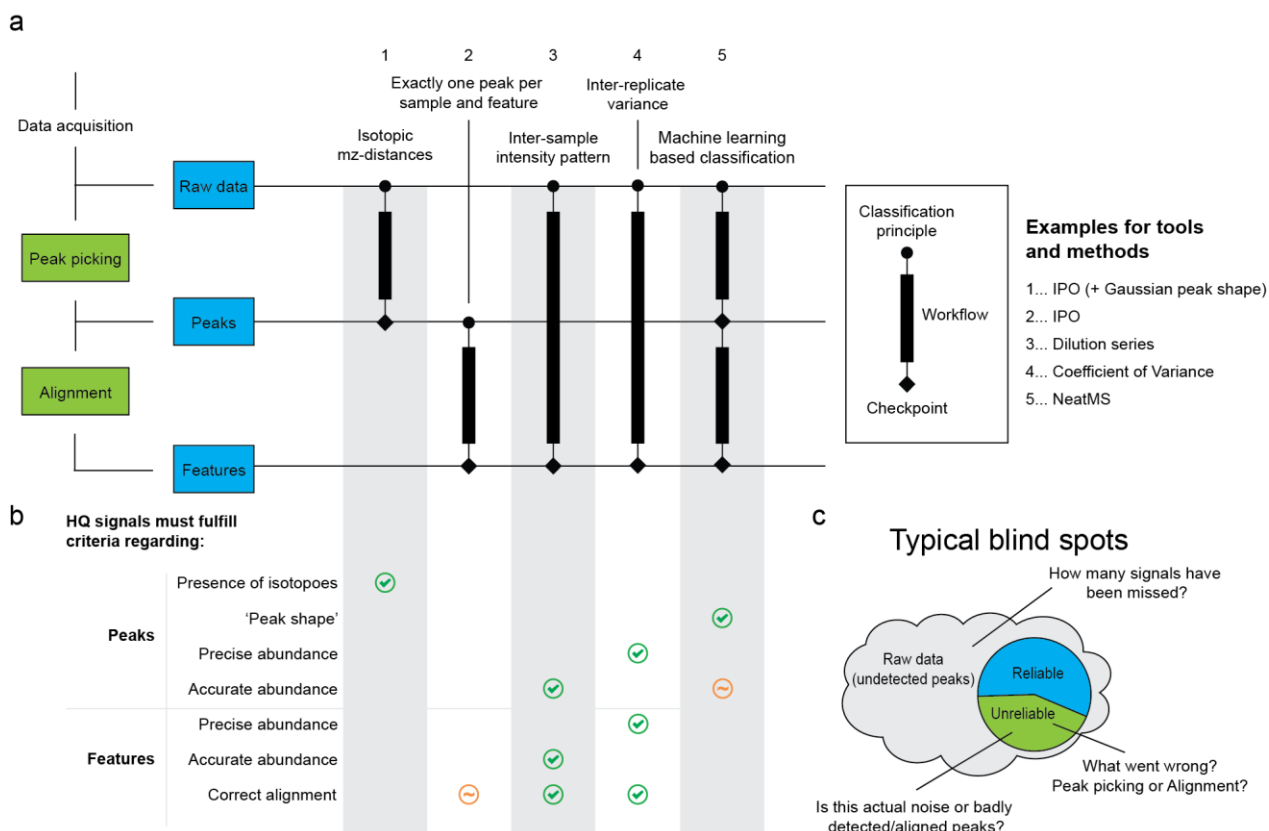 a
1
2
3
4
5
Exactly one peak per
sample and feature
Inter-replicate
variance
Data acquisition
Isotopic
mz-distances
Inter-sample
intensity pattern
Machine learning
based classification
Raw data
Peak picking
Peaks
Alignment
Features
Classification
principle
Workflow
Checkpoint
Examples for tools
and methods
1... IPO (+ Gaussian peak shape)
2... IPO
3... Dilution series
4... Coefficient of Variance
5... NeatMS
b
HQ signals must fulfill
criteria regarding:
Peaks
Presence of isotopoes
‘Peak shape’
Precise abundance
Accurate abundance
Features
Precise abundance
Accurate abundance
Correct alignment
c
Typical blind spots
How many signals have
been missed?
Raw data
(undetected peaks)
Reliable
Unreliable
What went wrong?
Peak picking or Alignment?
Is this actual noise or badly
detected/aligned peaks?